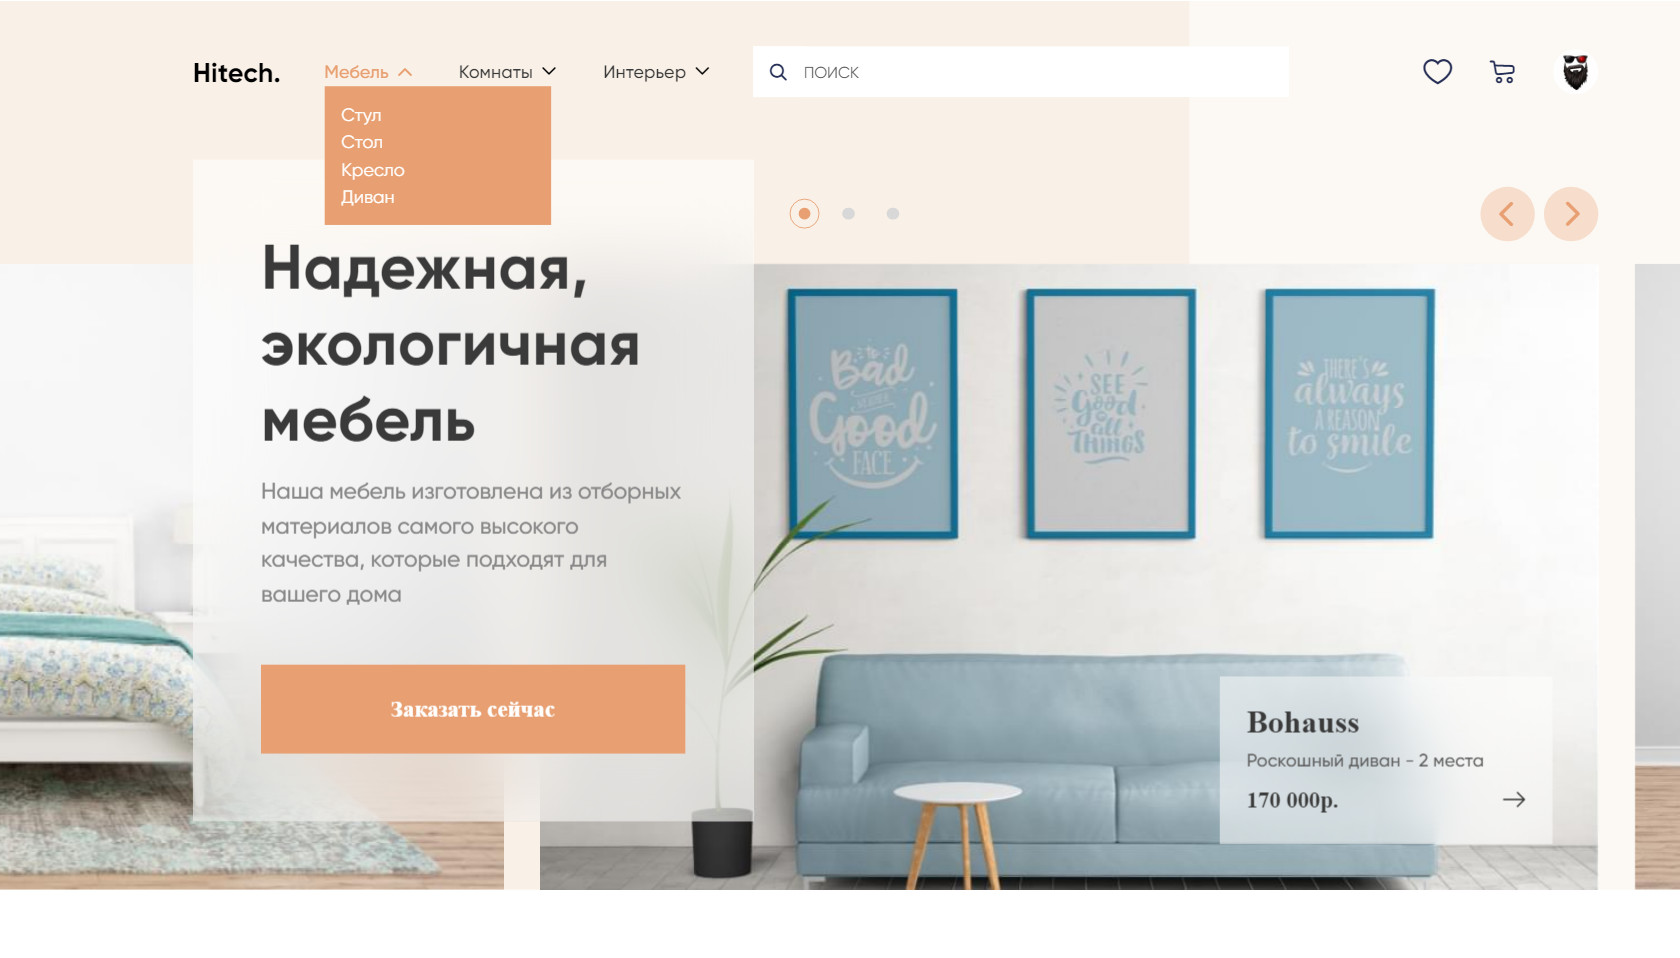 Hitech.
Мебель
Комнаты
Интерьер
ПОИСК
Стул
Стол
Кресло
Диван
Надежная,
экологичная
мебель
Наша мебель изготовлена из отборных
материалов самого высокого
качества, которые подходят для
вашего дома
Заказать сейчас
Bad
Good
FACE
SEE
Good
in
all
THINGS
THERE'S
always
A REASON
to smile
Bohauss
Роскошный диван - 2 места
170 000р.